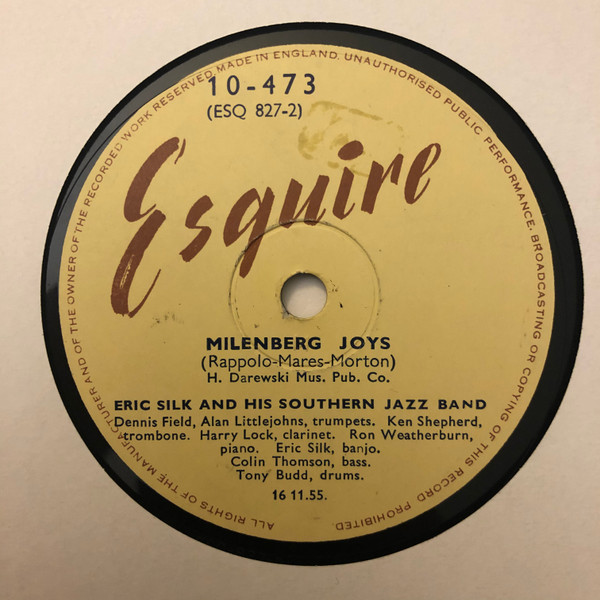 ALL RIGHTS OF THE MANUFACTURER AND OF THE OWNER OF THE RECORDED WORK RESERVED. MADE IN ENGLAND. UNAUTHORISED PUBLIC PERFORMANCE, BROADCASTING OR COPYING OF THIS RECORD PROHIBITED.
10-473
(ESQ 827-2)
Esquire
MILENBERG JOYS
(Rappolo-Mares-Morton)
H. Darewski Mus. Pub. Co.
ERIC SILK AND HIS SOUTHERN JAZZ BAND
Dennis Field, Alan Littlejohns, trumpets. Ken Shepherd,
trombone. Harry Lock, clarinet. Ron Weatherburn,
piano. Eric Silk, banjo.
Colin Thomson, bass.
Tony Budd, drums.
16 11.55.